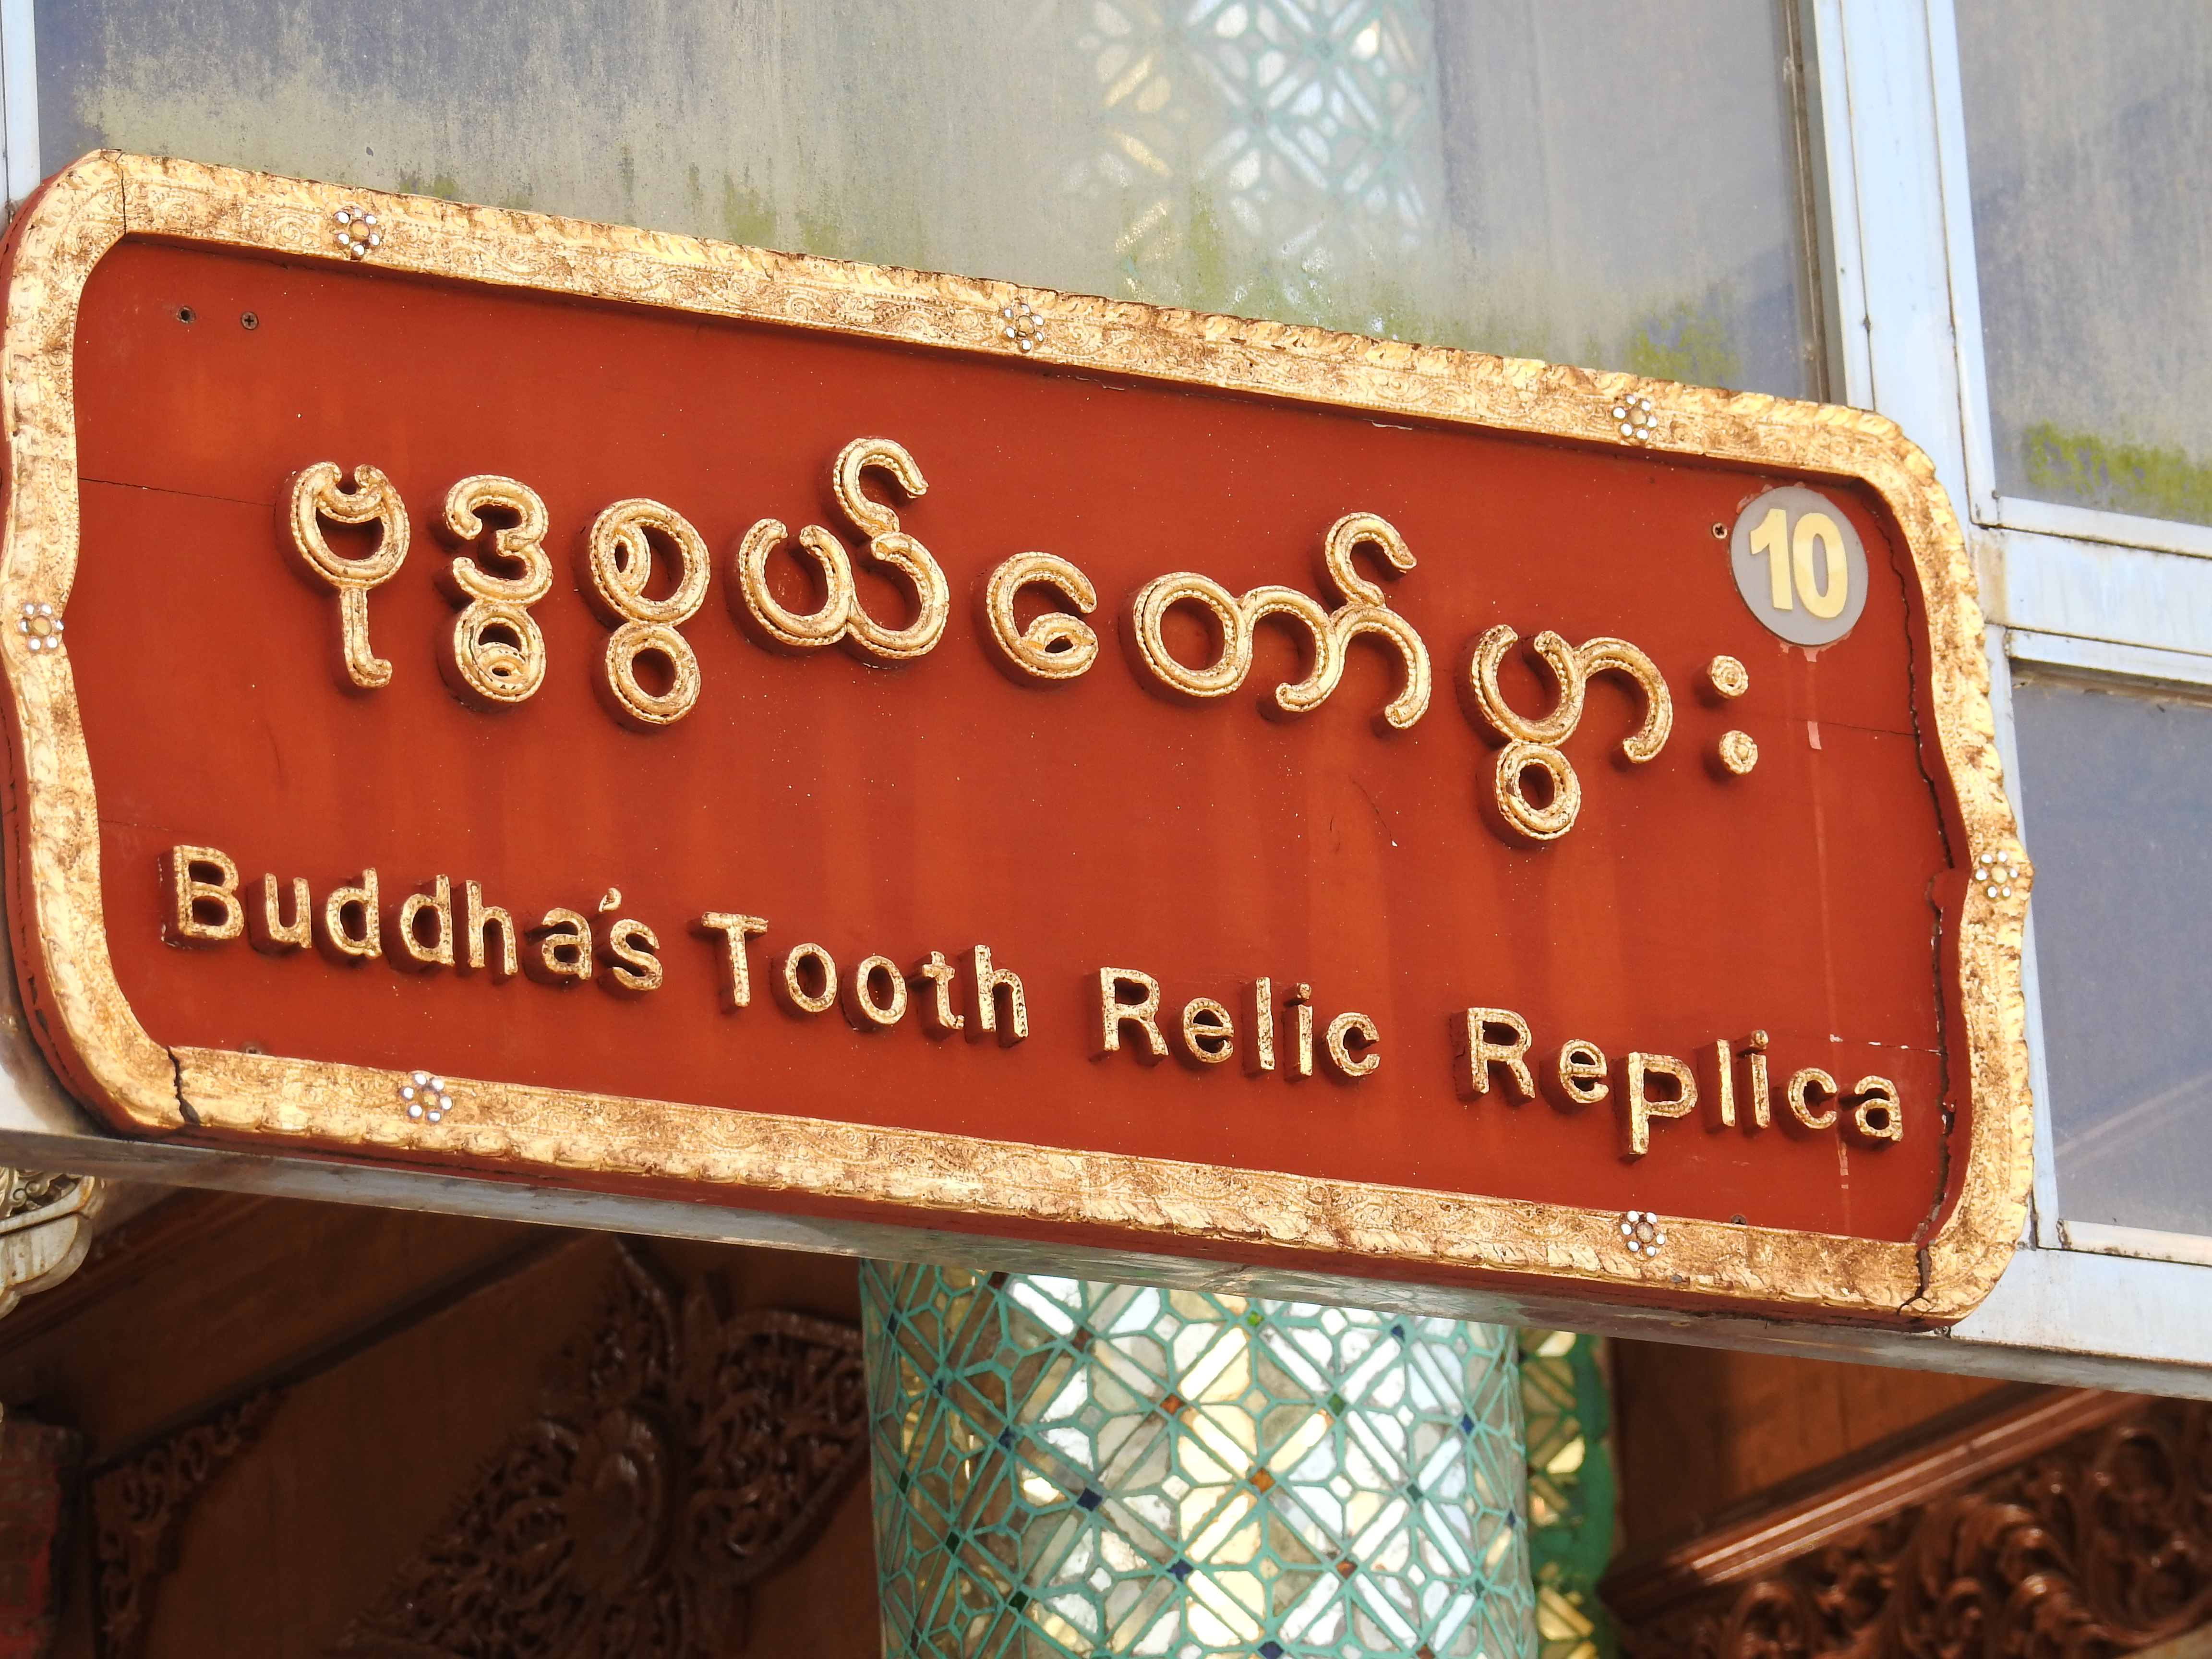 ဗုဒ္ဓစွယ်တော်ပွား
10
Buddha's Tooth Relic Replica